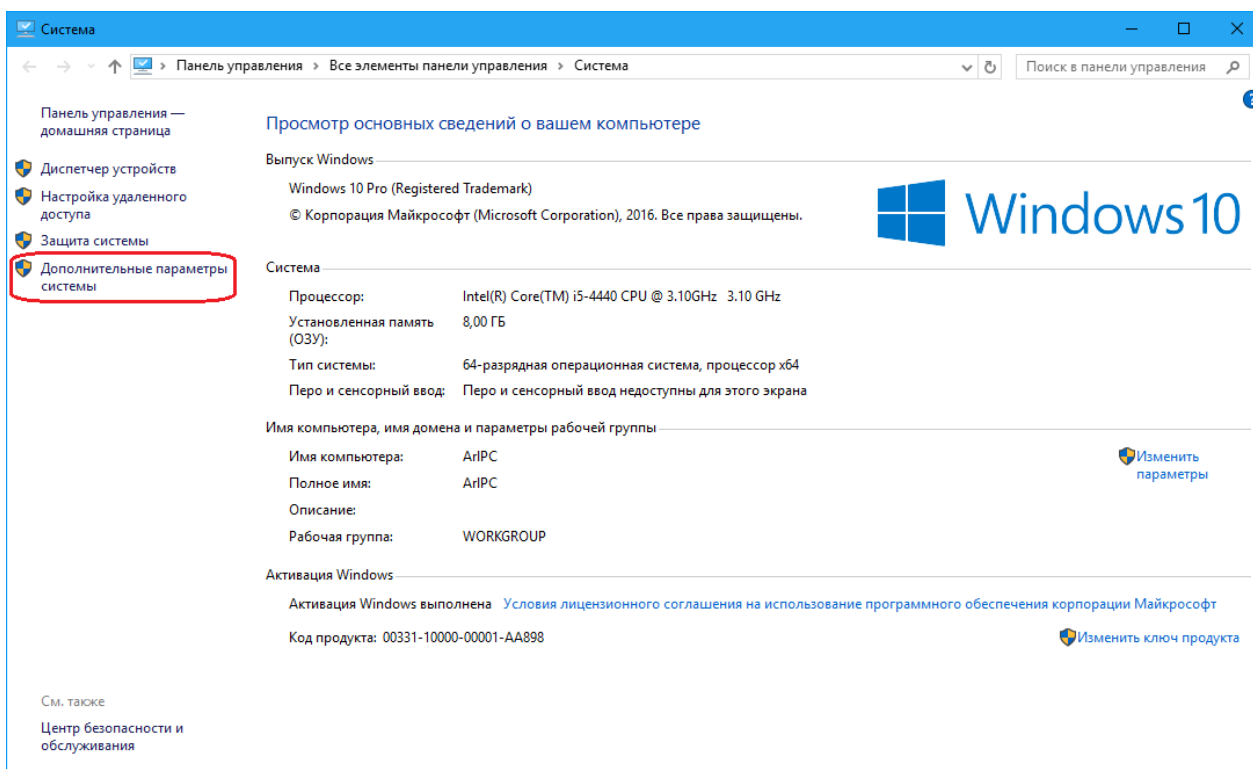 Система
Панель управления › Все элементы панели управления › Система
Поиск в панели управления
Панель управления —
домашняя страница
Диспетчер устройств
Настройка удаленного
доступа
Защита системы
Дополнительные параметры
системы
Просмотр основных сведений о вашем компьютере
Выпуск Windows
Windows 10 Pro (Registered Trademark)
© Корпорация Майкрософт (Microsoft Corporation), 2016. Все права защищены.
Windows 10
Система
Процессор: Intel(R) Core(TM) i5-4440 CPU @ 3.10GHz 3.10 GHz
Установленная память 8,00 ГБ
(ОЗУ):
Тип системы: 64-разрядная операционная система, процессор x64
Перо и сенсорный ввод: Перо и сенсорный ввод недоступны для этого экрана
Имя компьютера, имя домена и параметры рабочей группы
Имя компьютера: ArlPC
Изменить
параметры
Полное имя: ArlPC
Описание:
Рабочая группа: WORKGROUP
Активация Windows
Активация Windows выполнена Условия лицензионного соглашения на использование программного обеспечения корпорации Майкрософт
Код продукта: 00331-10000-00001-AA898 Изменить ключ продукта
См. также
Центр безопасности и
обслуживания